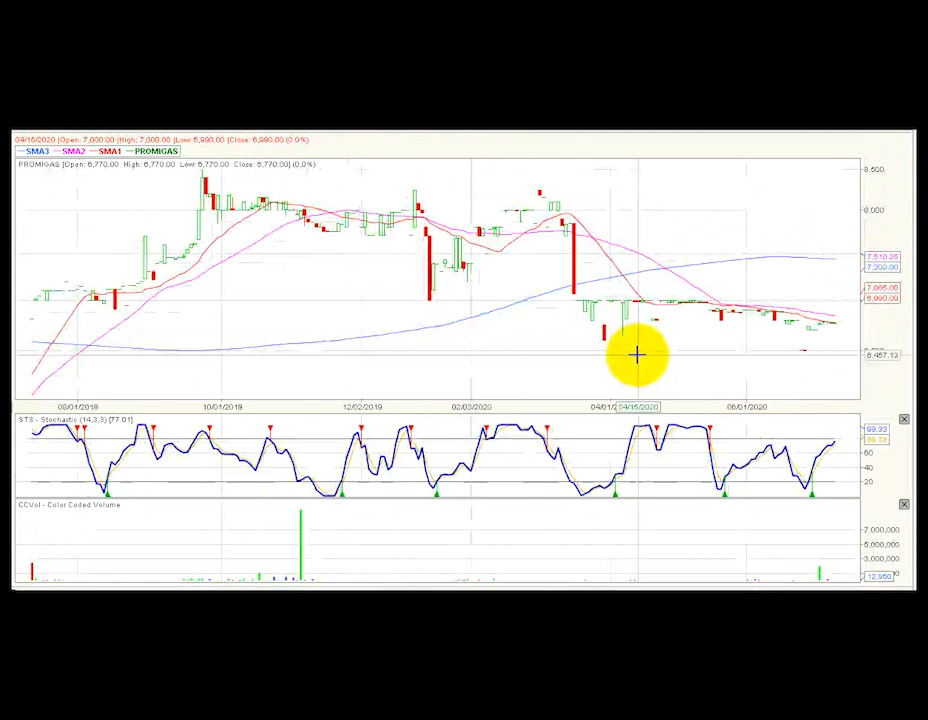 04/15/2020 |Open: 7,000.00 |High: 7,000.00 |Low: 6,990.00 |Close: 6,990.00 (0.0%)
SMA3 SMA2 SMA1 PROMIGAS
PROMIGAS [Open: 6,770.00 High: 6,770.00 Low: 6,770.00 Close: 6,770.00] (0.0%)
8,500
8,000
7,510.26
7,300.00
7,065.00
6,990.00
6,467.13
08/01/2019 10/01/2019 12/02/2019 02/03/2020 04/15/2020 06/01/2020
STS - Stochastic (14,3,3) [77.01]
60
40
20
CCVol - Color Coded Volume
7,000,000
5,000,000
3,000,000
12,950